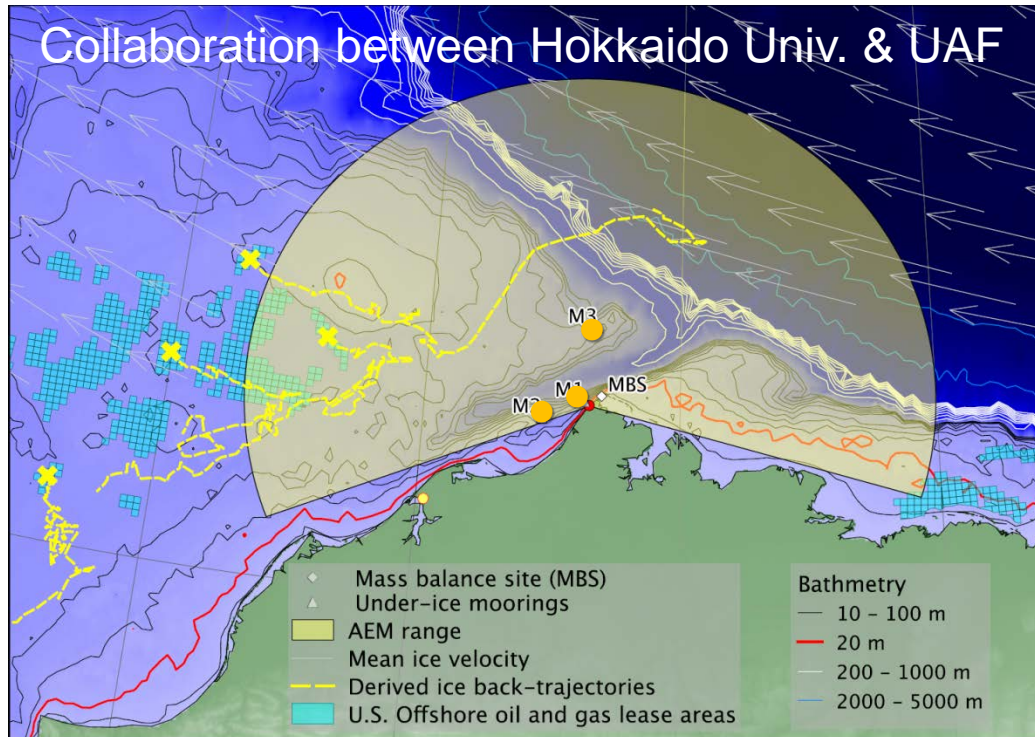 Collaboration between Hokkaido Univ. & UAF
M3
M1
MBS
M2
Mass balance site (MBS)
Under-ice moorings
AEM range
Mean ice velocity
Derived ice back-trajectories
U.S. Offshore oil and gas lease areas
Bathmetry
10 – 100 m
20 m
200 – 1000 m
2000 – 5000 m